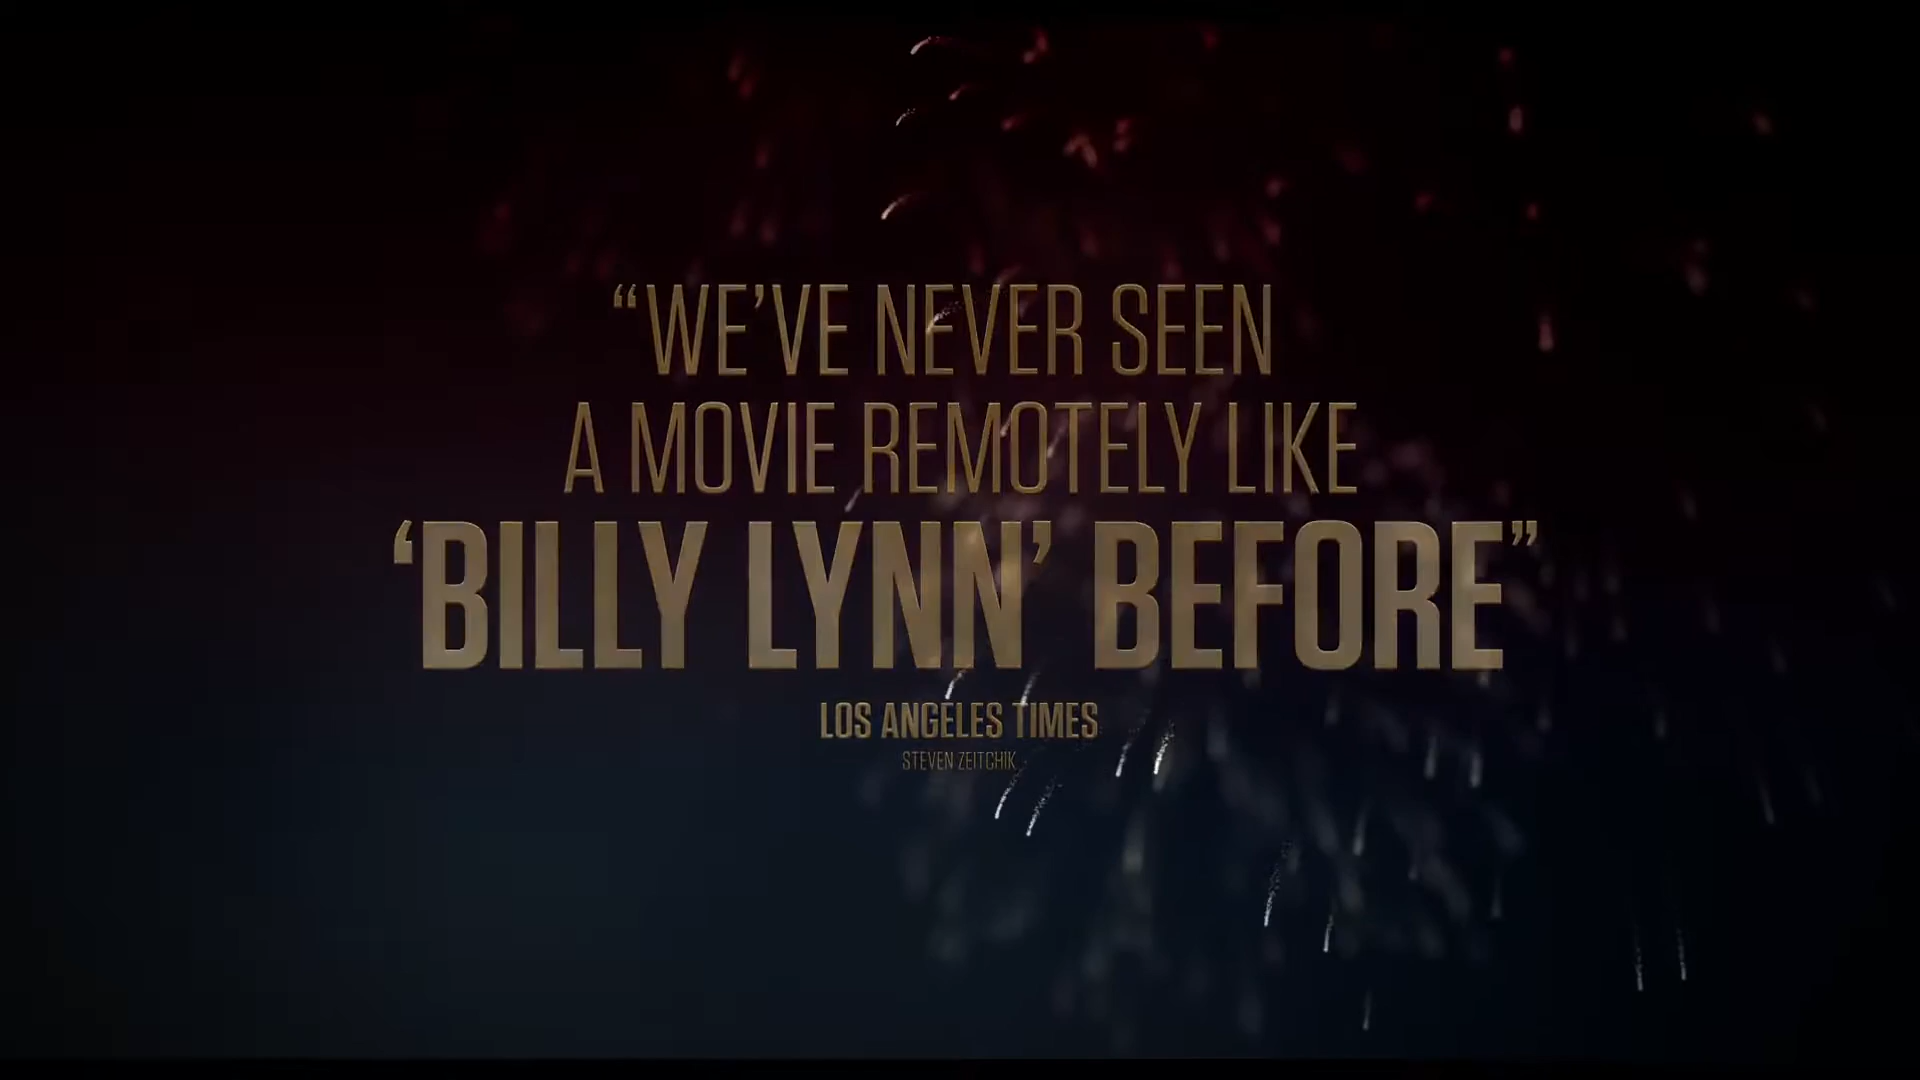 “WE’VE NEVER SEEN
A MOVIE REMOTELY LIKE
‘BILLY LYNN’ BEFORE”
LOS ANGELES TIMES
STEVEN ZEITCHIK